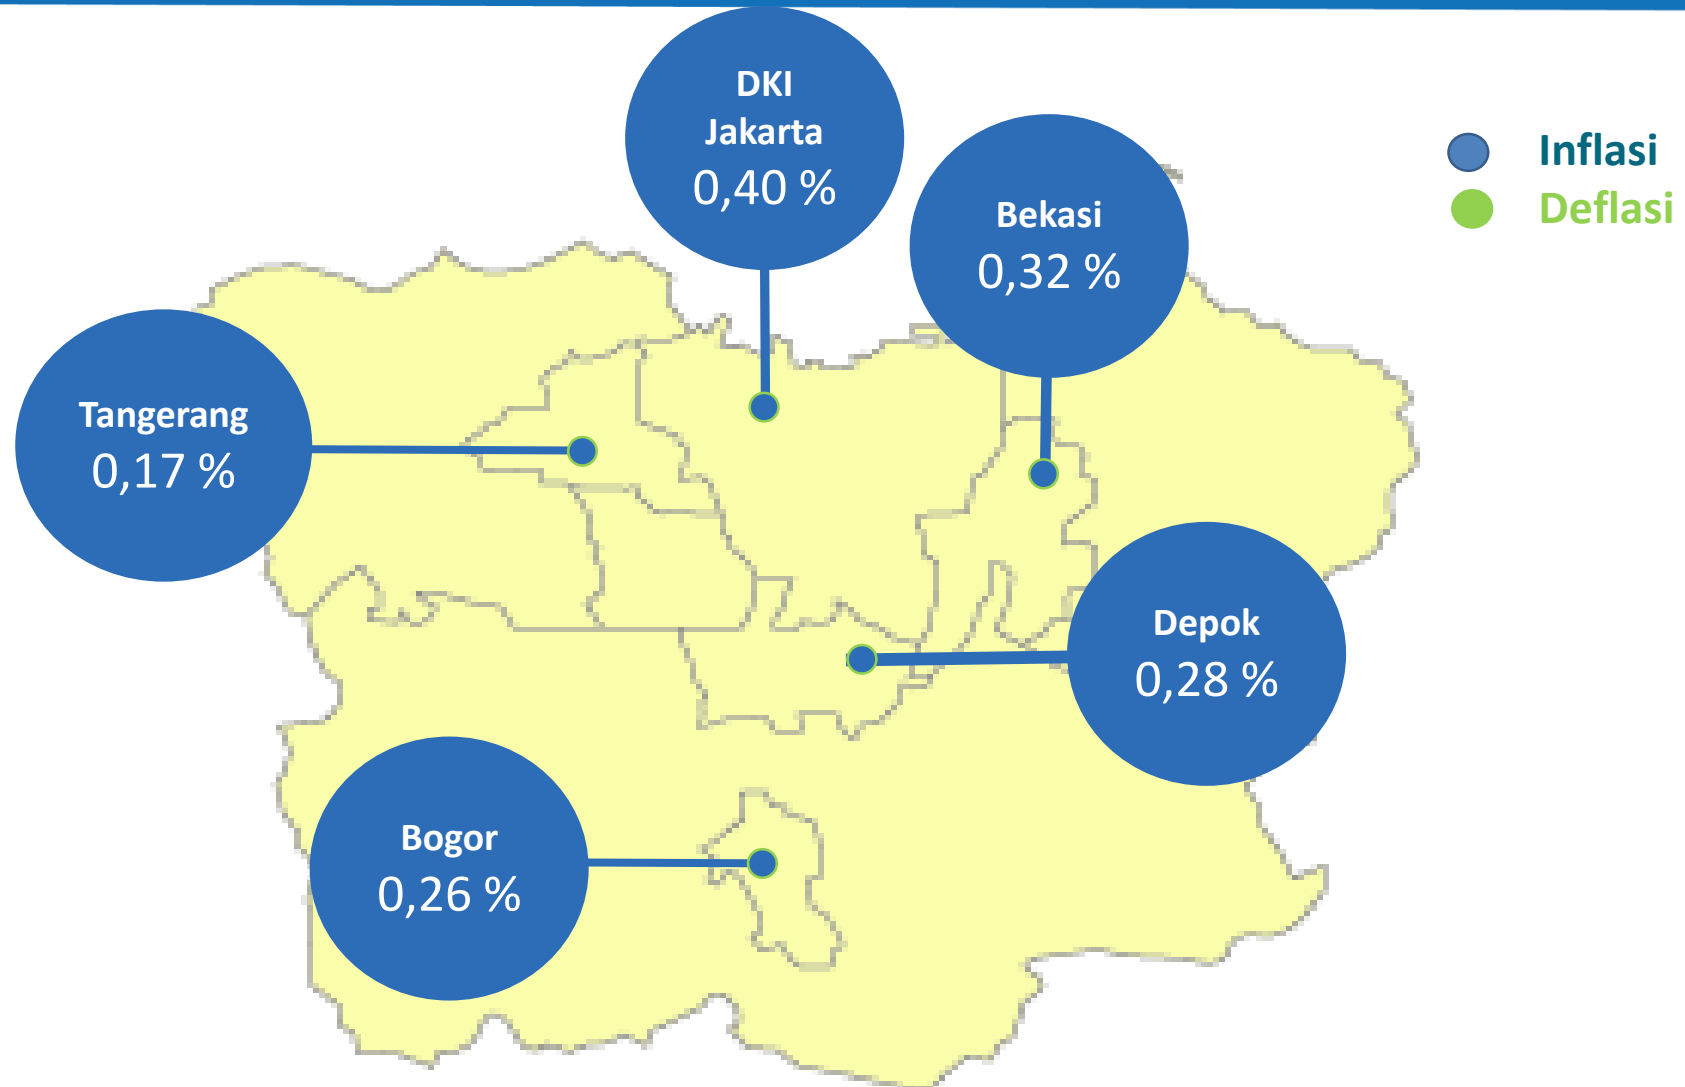 DKI
Jakarta
0,40 %
Bekasi
0,32 %
Inflasi
Deflasi
Tangerang
0,17 %
Depok
0,28 %
Bogor
0,26 %